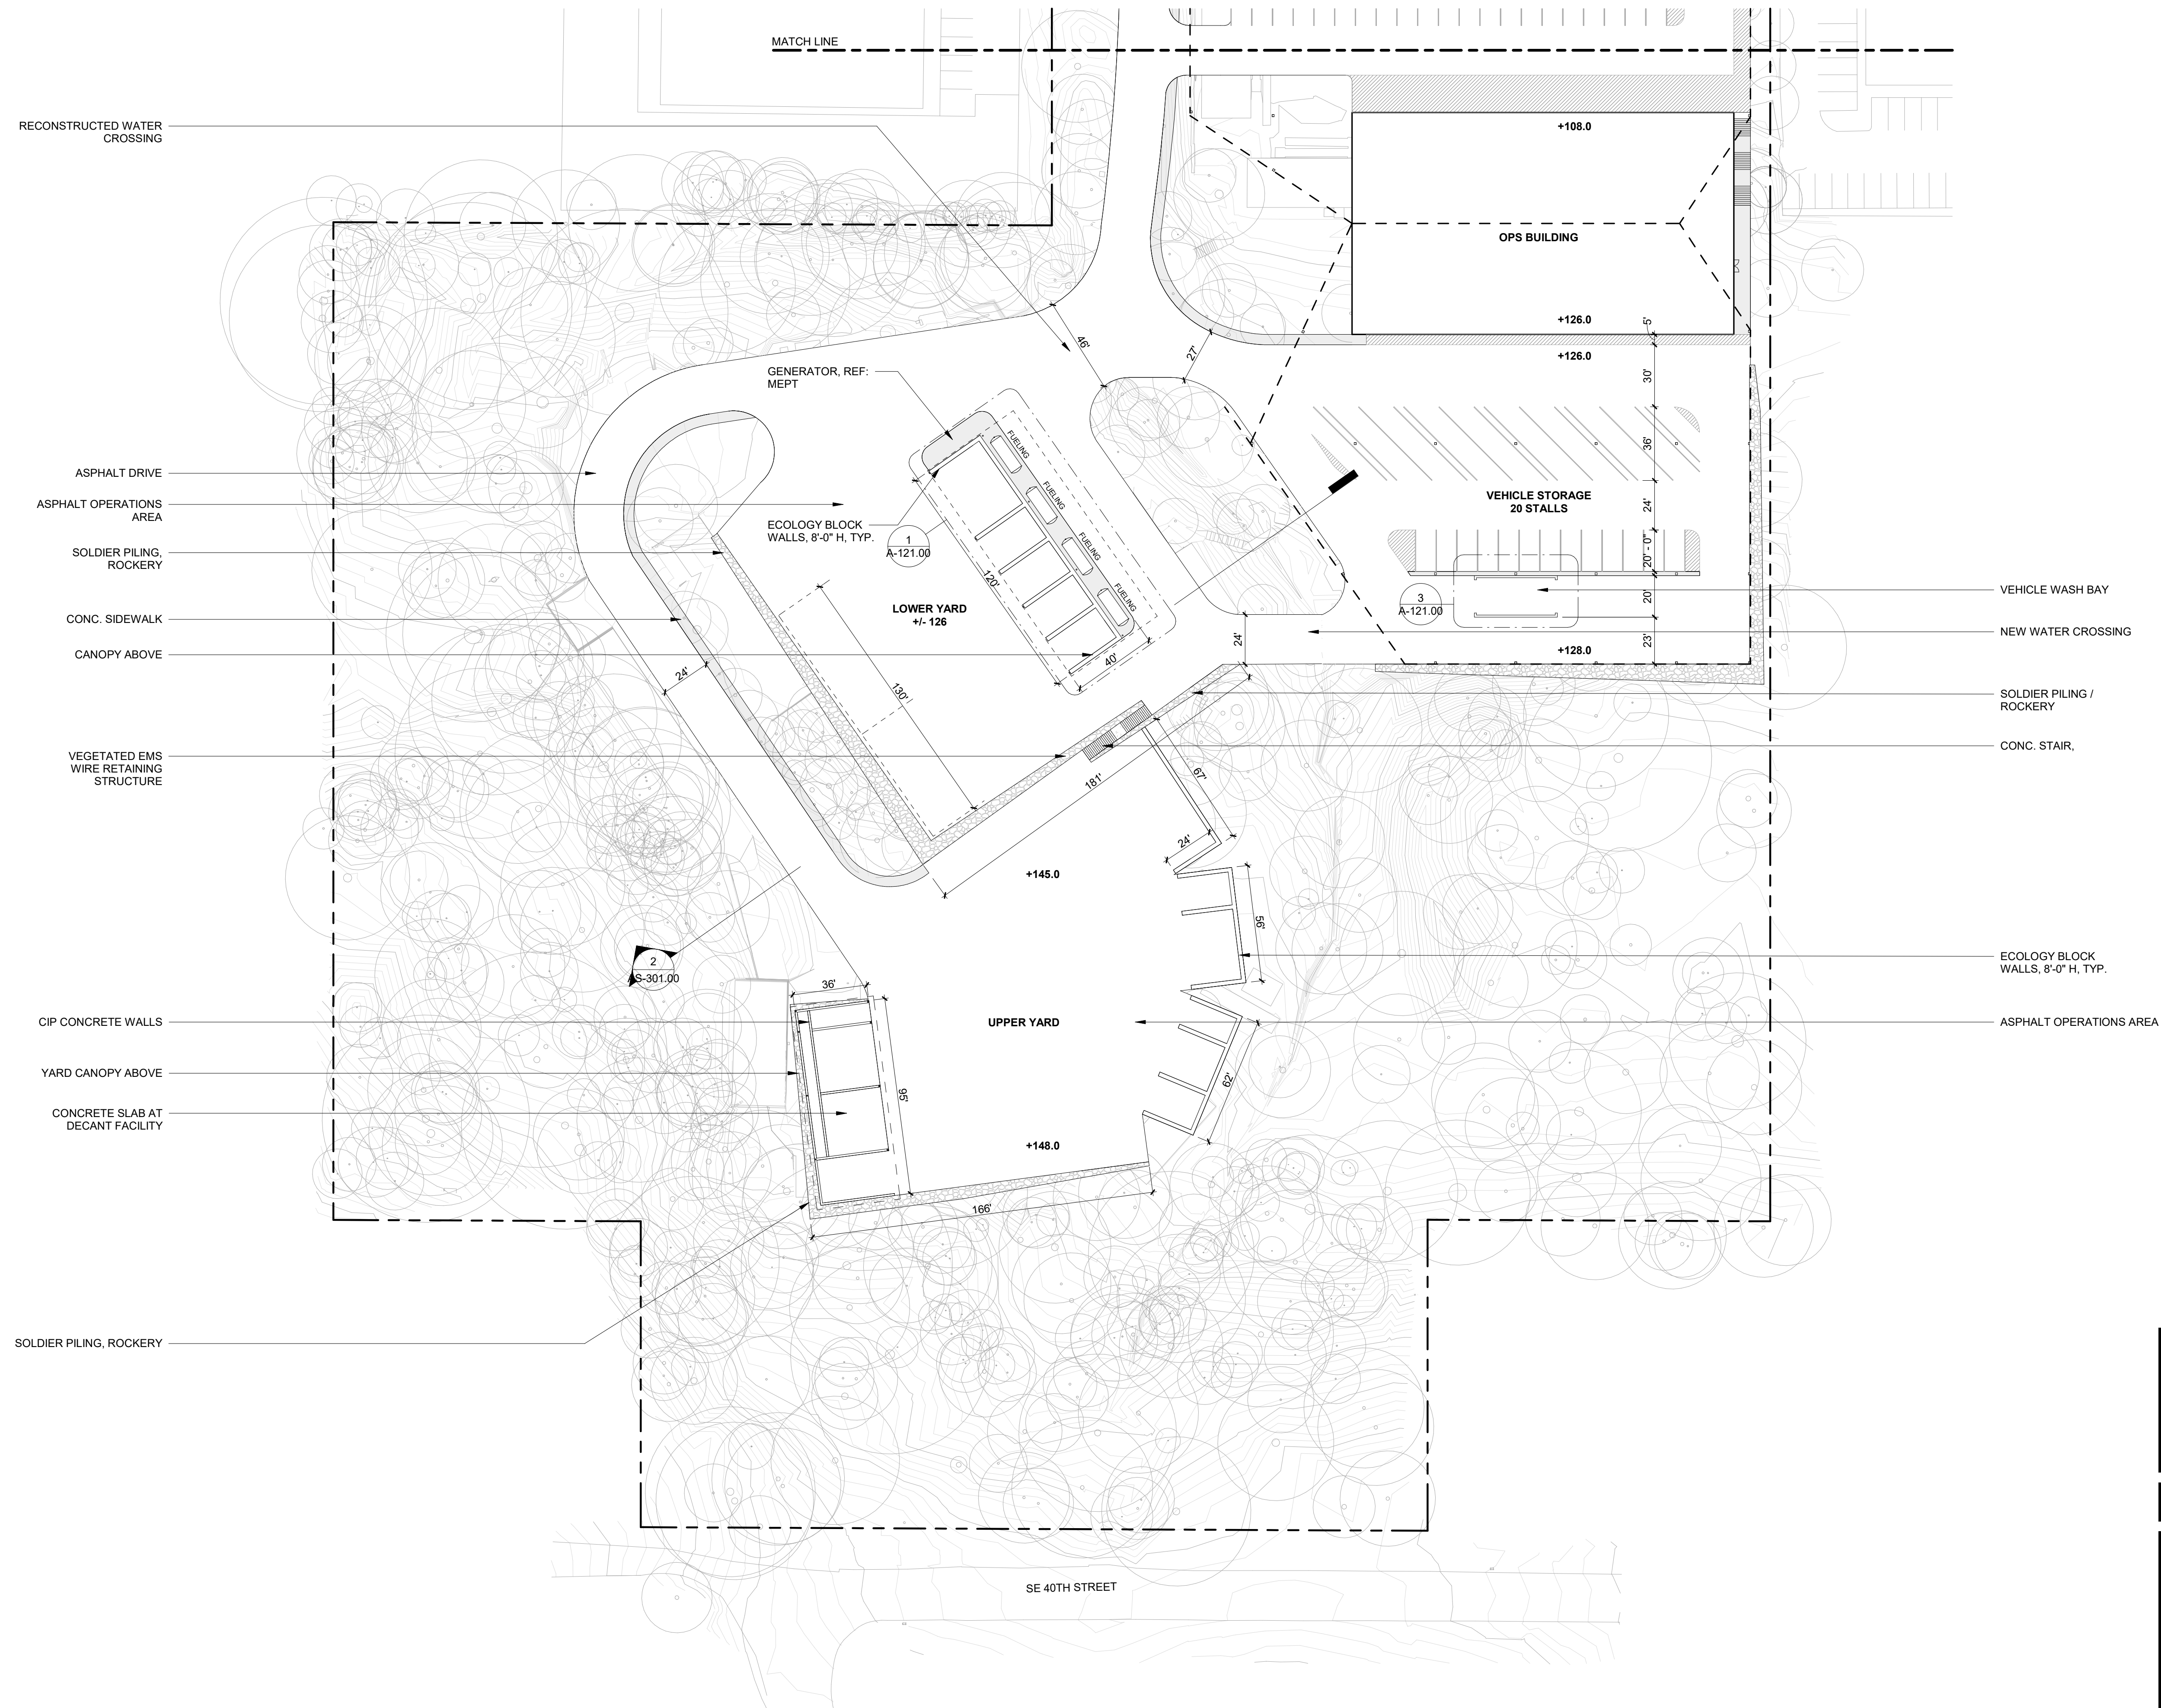 MATCH LINE
RECONSTRUCTED WATER
CROSSING
+108.0
OPS BUILDING
+126.0
5'
+126.0
46'
27'
30'
GENERATOR, REF:
MEPT
36'
FUELING
FUELING
FUELING
FUELING
ASPHALT DRIVE
ASPHALT OPERATIONS
AREA
VEHICLE STORAGE
20 STALLS
24'
ECOLOGY BLOCK
WALLS, 8'-0" H, TYP.
1
A-121.00
SOLDIER PILING,
ROCKERY
20' - 0"
120'
3
A-121.00
20'
VEHICLE WASH BAY
LOWER YARD
+/- 126
CONC. SIDEWALK
NEW WATER CROSSING
24'
23'
+128.0
CANOPY ABOVE
40'
24'
130'
SOLDIER PILING /
ROCKERY
CONC. STAIR,
VEGETATED EMS
WIRE RETAINING
STRUCTURE
181'
67'
24'
+145.0
56'
2
AS-301.00
ECOLOGY BLOCK
WALLS, 8'-0" H, TYP.
36'
CIP CONCRETE WALLS
UPPER YARD
ASPHALT OPERATIONS AREA
YARD CANOPY ABOVE
95'
62'
CONCRETE SLAB AT
DECANT FACILITY
+148.0
166'
SOLDIER PILING, ROCKERY
SE 40TH STREET